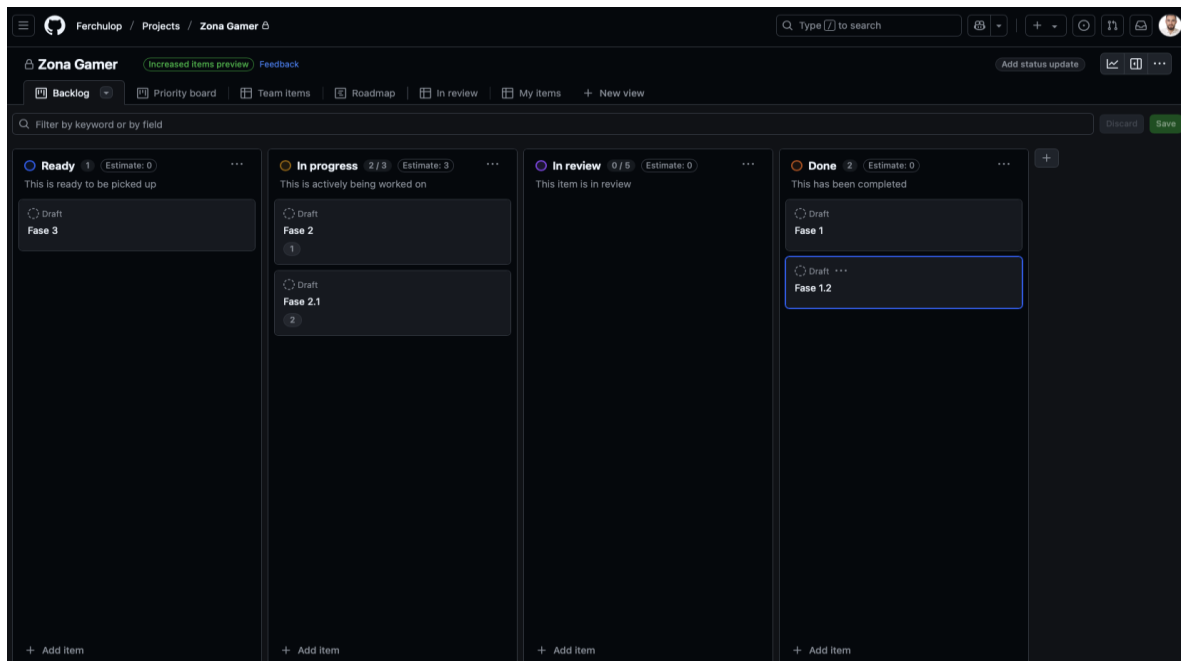 Ferchulop / Projects / Zona Gamer
Type / to search
Zona Gamer Increased items preview Feedback
Add status update
Backlog Priority board Team items Roadmap In review My items + New view
Filter by keyword or by field
Discard Save
Ready 1 Estimate: 0
This is ready to be picked up
Draft
Fase 3
+ Add item
In progress 2 / 3 Estimate: 3
This is actively being worked on
Draft
Fase 2
1
Draft
Fase 2.1
2
+ Add item
In review 0 / 5 Estimate: 0
This item is in review
+ Add item
Done 2 Estimate: 0
This has been completed
Draft
Fase 1
Draft
Fase 1.2
+ Add item